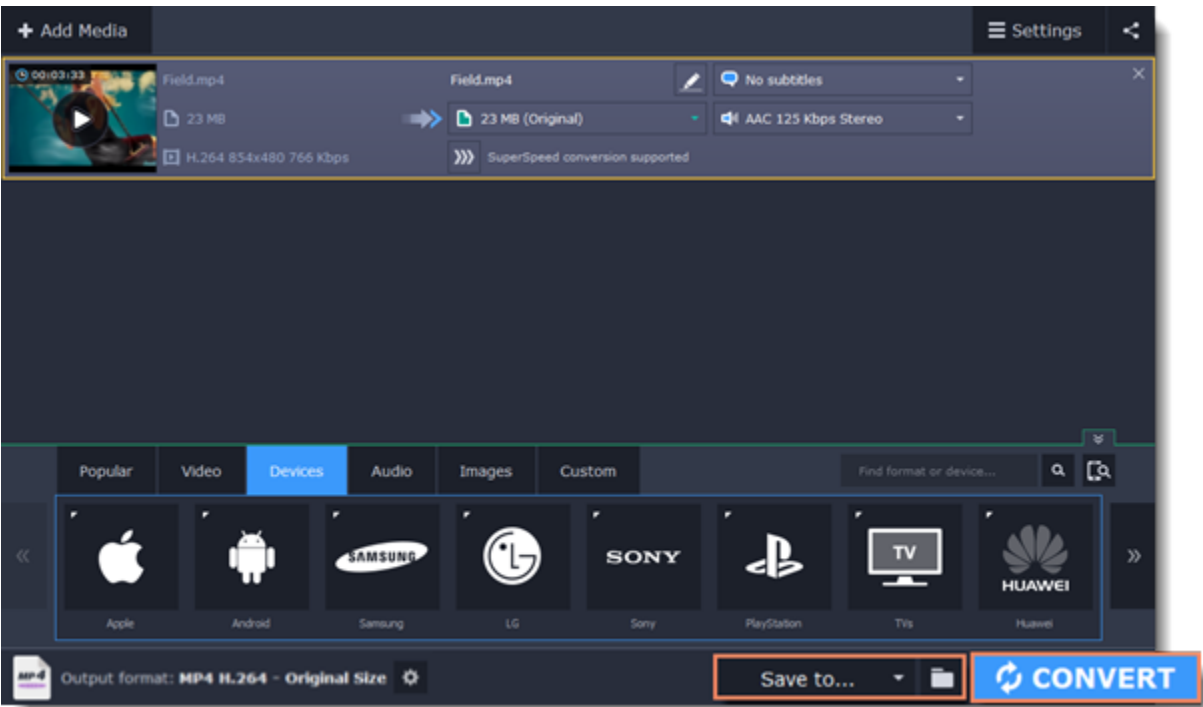 Add Media
Settings
00:03:33
Field.mp4
Field.mp4
No subtitles
23 MB
23 MB (Original)
AAC 125 Kbps Stereo
H.264 854x480 766 Kbps
SuperSpeed conversion supported
Popular Video Devices Audio Images Custom
Find format or device...
SAMSUNG
LG
SONY
TV
HUAWEI
Apple Android Samsung LG Sony PlayStation TVs Huawei
MP4
Output format: MP4 H.264 - Original Size
Save to...
CONVERT